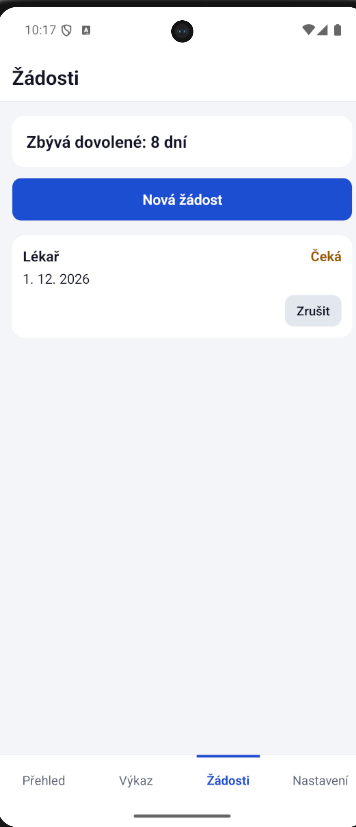 10:17
Žádosti
Zbývá dovolené: 8 dní
Nová žádost
Lékař Čeká
1. 12. 2026
Zrušit
Přehled Výkaz Žádosti Nastavení